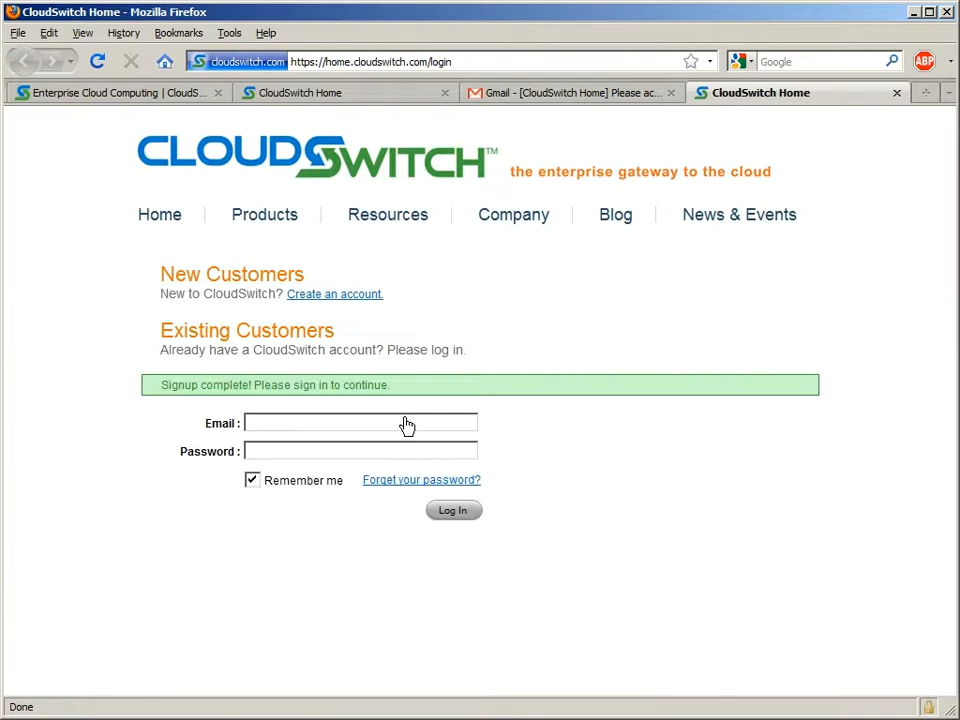 CloudSwitch Home - Mozilla Firefox
File Edit View History Bookmarks Tools Help
cloudswitch.com https://home.cloudswitch.com/login Google ABP
Enterprise Cloud Computing | CloudS... CloudSwitch Home Gmail - [CloudSwitch Home] Please ac... CloudSwitch Home
CLOUDSWITCH™ the enterprise gateway to the cloud
Home Products Resources Company Blog News & Events
New Customers
New to CloudSwitch? Create an account.
Existing Customers
Already have a CloudSwitch account? Please log in.
Signup complete! Please sign in to continue.
Email :
Password :
Remember me Forget your password?
Log In
Done